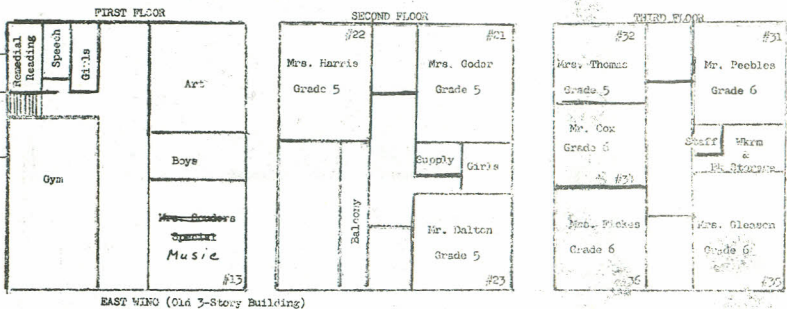 FIRST FLOOR
Remedial
Reading
Speech
Girls
Art
Boys
Gym
Mrs. Souders
Special
Music
#13
SECOND FLOOR
#22
#21
Mrs. Harris
Grade 5
Mrs. Godor
Grade 5
Supply
Girls
Balcony
Mr. Dalton
Grade 5
#23
THIRD FLOOR
#32
#31
Mrs. Thomas
Grade 5
Mr. Peebles
Grade 6
Mr. Cox
Grade 6
Staff
Wkrm
&
Grade 6
Mrs. Gleason
Grade 6
#36
#35
EAST WING (Old 3-Story Building)